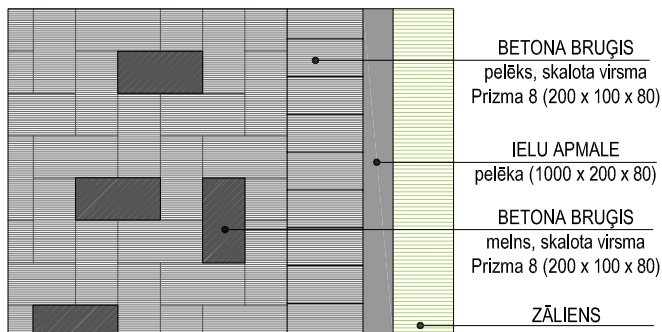 BETONA BRUĢIS
pelēks, skalota virsma
Prizma 8 (200 x 100 x 80)
IELU APMALE
pelēka (1000 x 200 x 80)
BETONA BRUĢIS
melns, skalota virsma
Prizma 8 (200 x 100 x 80)
ZĀLIENS